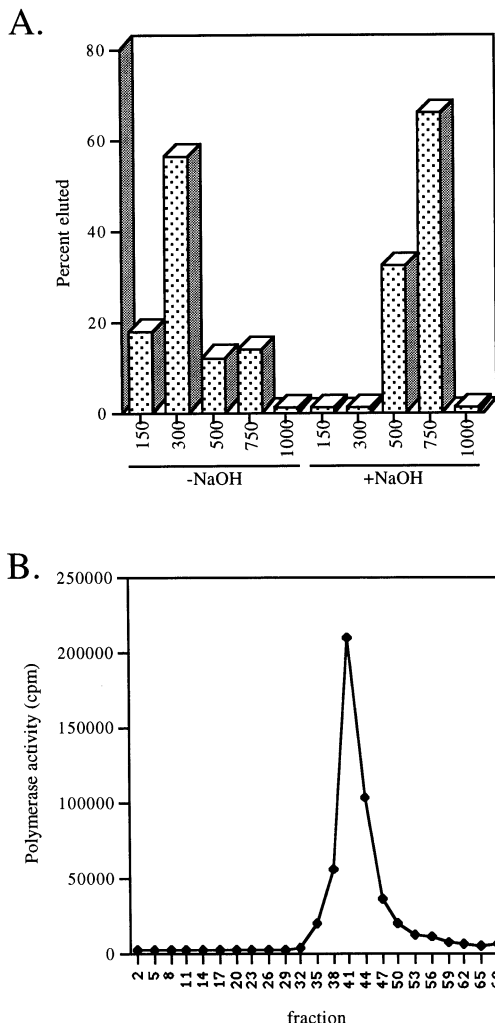 A.
80
60
40
20
0
Percent eluted
150 300 500 750 1000 150 300 500 750 1000
-NaOH +NaOH
B.
250000
200000
150000
100000
50000
0
Polymerase activity (cpm)
2 5 8 11 14 17 20 23 26 29 32 35 38 41 44 47 50 53 56 59 62 65
fraction